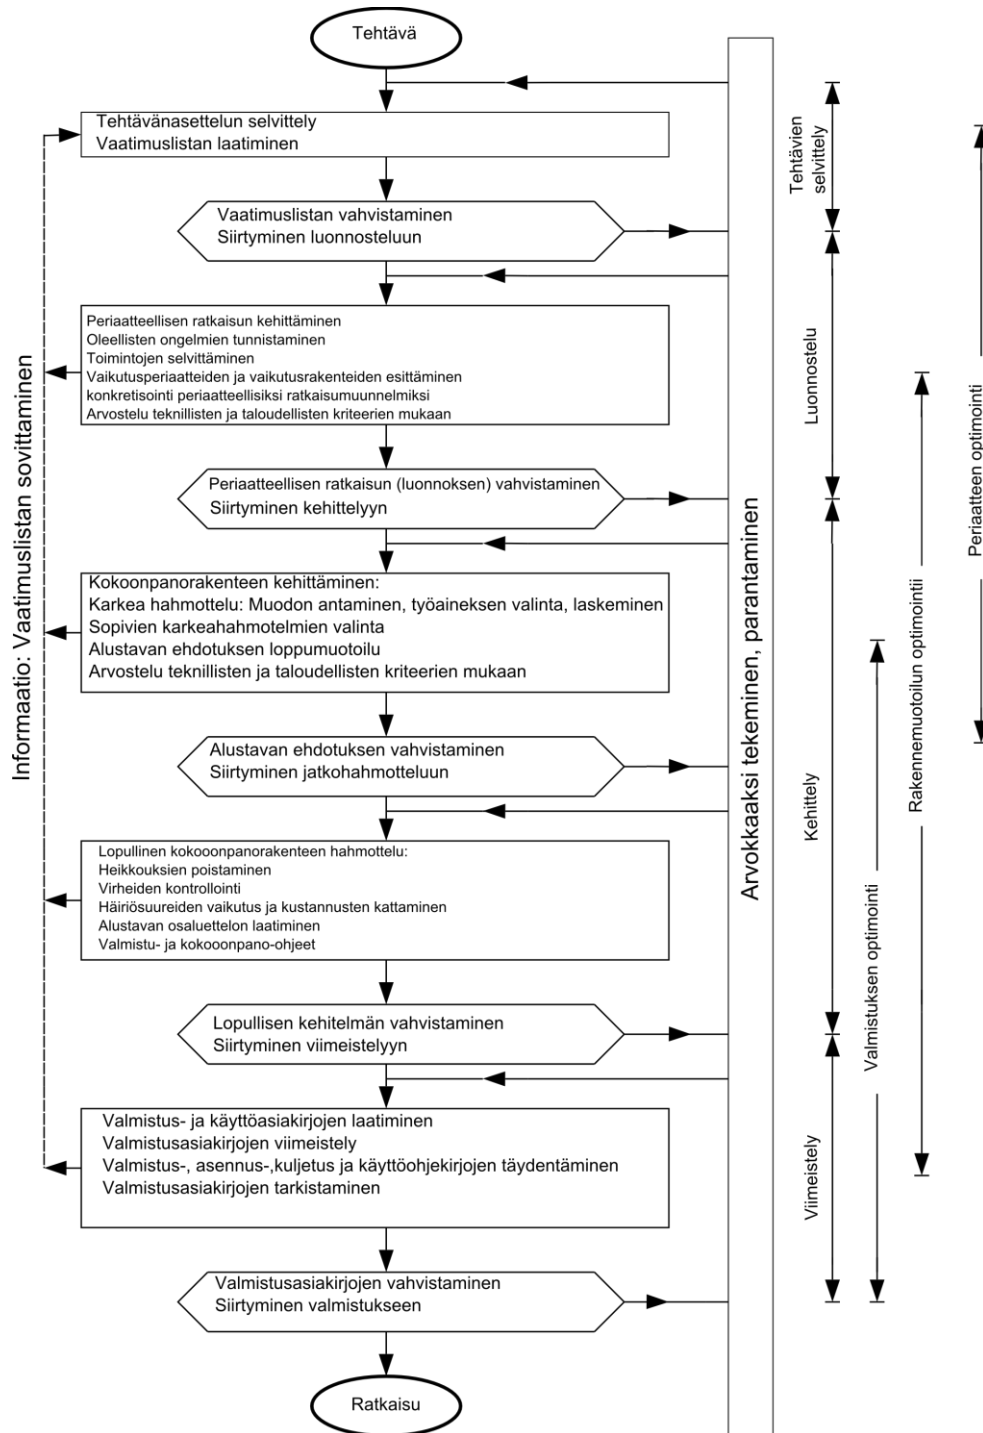 Tehtävä
Tehtävänasettelun selvittely
Vaatimuslistan laatiminen
Vaatimuslistan vahvistaminen
Siirtyminen luonnosteluun
Periaatteellisen ratkaisun kehittäminen
Oleellisten ongelmien tunnistaminen
Toimintojen selvittäminen
Vaikutusperiaatteiden ja vaikutusrakenteiden esittäminen
konkretisointi periaatteellisiksi ratkaisumuunnelmiksi
Arvostelu teknillisten ja taloudellisten kriteerien mukaan
Periaatteellisen ratkaisun (luonnoksen) vahvistaminen
Siirtyminen kehittelyyn
Kokoonpanorakenteen kehittäminen:
Karkea hahmottelu: Muodon antaminen, työaineksen valinta, laskeminen
Sopivien karkeahahmotelmien valinta
Alustavan ehdotuksen loppumuotoilu
Arvostelu teknillisten ja taloudellisten kriteerien mukaan
Alustavan ehdotuksen vahvistaminen
Siirtyminen jatkohahmotteluun
Lopullinen kokooonpanorakenteen hahmottelu:
Heikkouksien poistaminen
Virheiden kontrollointi
Häiriösuureiden vaikutus ja kustannusten kattaminen
Alustavan osaluettelon laatiminen
Valmistu- ja kokooonpano-ohjeet
Lopullisen kehitelmän vahvistaminen
Siirtyminen viimeistelyyn
Valmistus- ja käyttöasiakirjojen laatiminen
Valmistusasiakirjojen viimeistely
Valmistus-, asennus-,kuljetus ja käyttöohjekirjojen täydentäminen
Valmistusasiakirjojen tarkistaminen
Valmistusasiakirjojen vahvistaminen
Siirtyminen valmistukseen
Ratkaisu
Informaatio: Vaatimuslistan sovittaminen
Arvokkaaksi tekeminen, parantaminen
Tehtävien
selvittely
Luonnostelu
Kehittely
Viimeistely
Valmistuksen optimointi
Rakennemuotoilun optimointii
Periaatteen optimointi